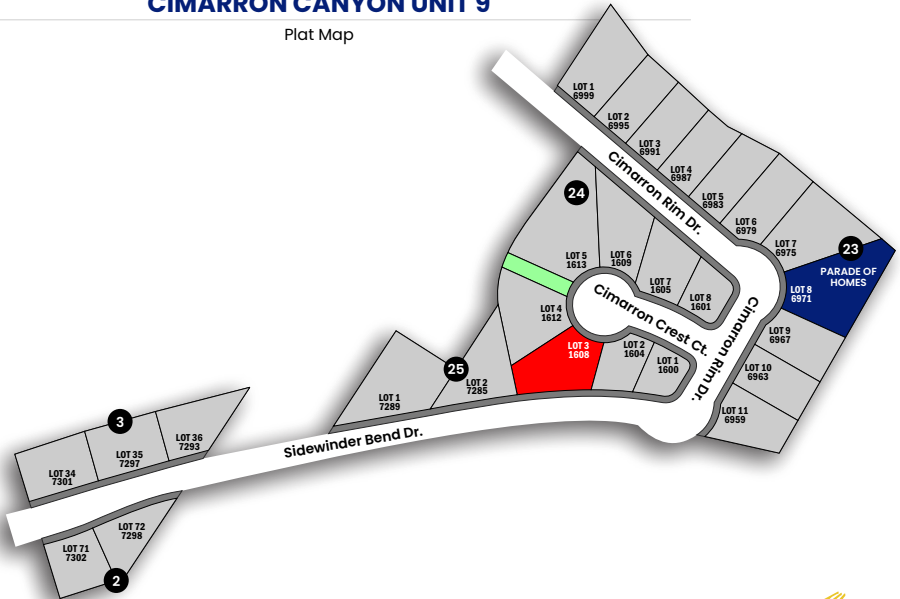 CIMARRON CANYON UNIT 9
Plat Map
LOT 1
6999
LOT 2
6995
LOT 3
6991
LOT 4
6987
LOT 5
6983
LOT 6
6979
LOT 7
6975
23
PARADE OF
HOMES
LOT 8
6971
LOT 9
6967
LOT 10
6963
LOT 11
6959
Cimarron Rim Dr.
Cimarron Rim Dr.
24
LOT 5
1613
LOT 6
1609
LOT 7
1605
LOT 8
1601
Cimarron Crest Ct.
LOT 4
1612
LOT 3
1608
LOT 2
1604
LOT 1
1600
25
LOT 1
7289
LOT 2
7285
Sidewinder Bend Dr.
3
LOT 34
7301
LOT 35
7297
LOT 36
7293
LOT 71
7302
LOT 72
7298
2